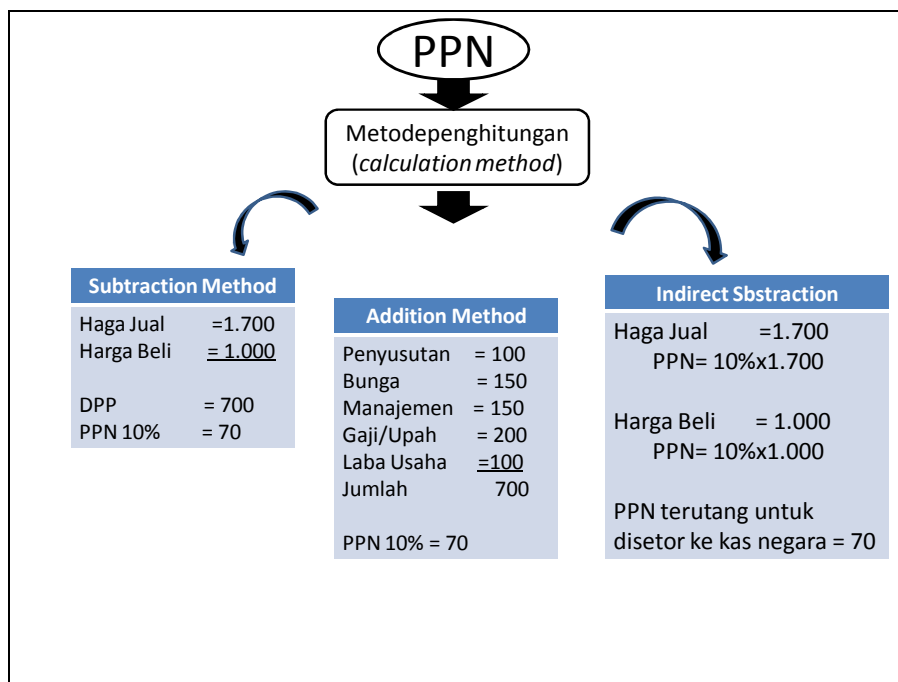 PPN
Metodepenghitungan
(calculation method)
Subtraction Method
Haga Jual =1.700
Harga Beli = 1.000
DPP = 700
PPN 10% = 70
Addition Method
Penyusutan = 100
Bunga = 150
Manajemen = 150
Gaji/Upah = 200
Laba Usaha =100
Jumlah 700
PPN 10% = 70
Indirect Sbstraction
Haga Jual =1.700
PPN= 10%x1.700
Harga Beli = 1.000
PPN= 10%x1.000
PPN terutang untuk
disetor ke kas negara = 70